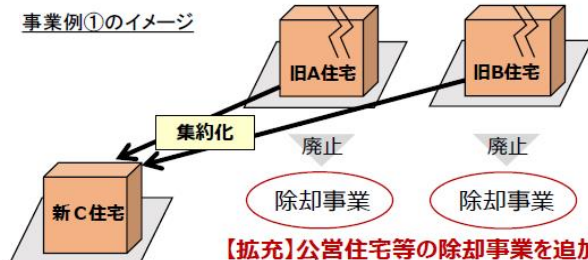 事業例①のイメージ
旧A住宅
旧B住宅
集約化
廃止
廃止
新C住宅
除却事業
除却事業
【拡充】公営住宅等の除却事業を追加